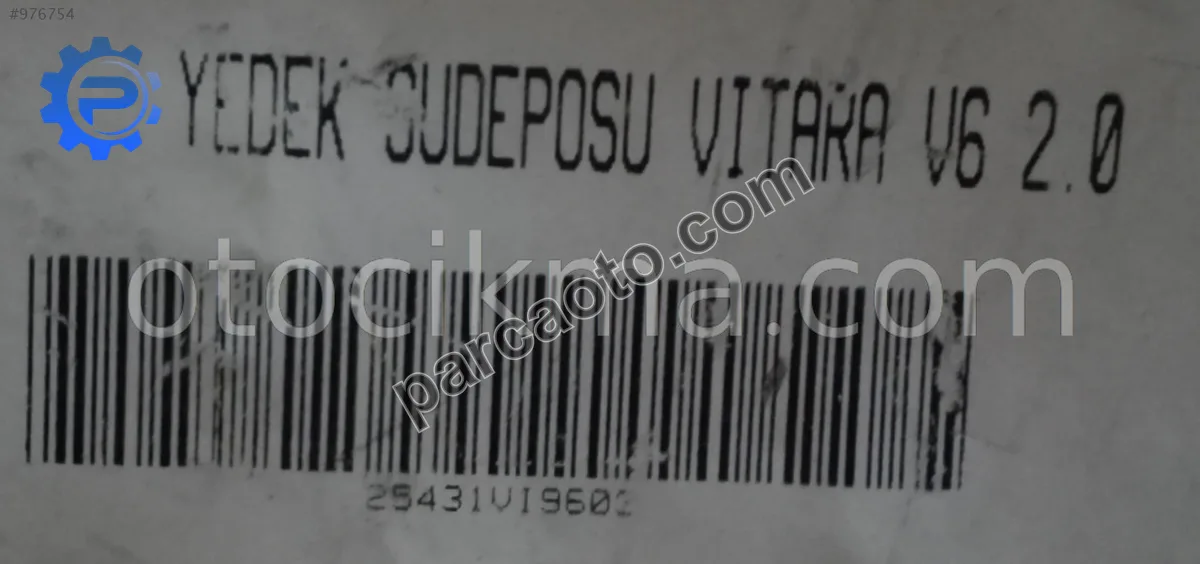 #976754
YEDEK SUDEPOSU VITARA V6 2.0
otocikma.com
parcaoto.com